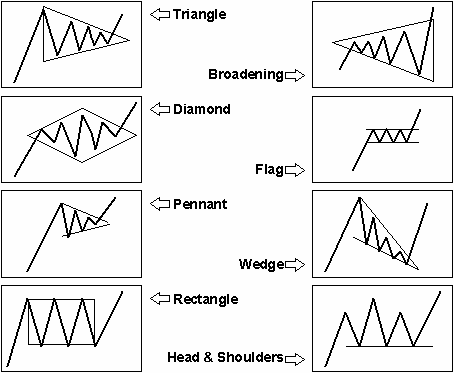 Triangle
Broadening
Diamond
Flag
Pennant
Wedge
Rectangle
Head & Shoulders